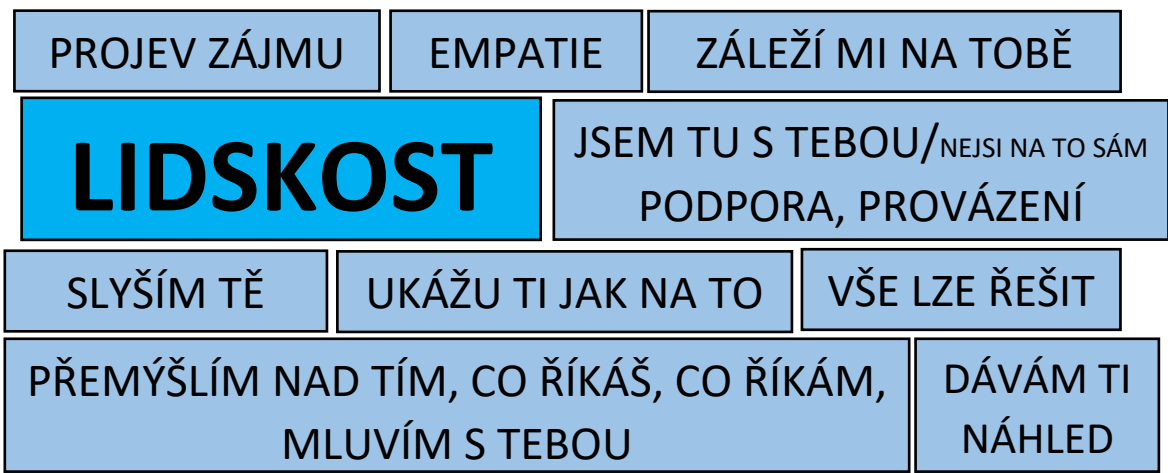 PROJEV ZÁJMU
EMPATIE
ZÁLEŽÍ MI NA TOBĚ
LIDSKOST
JSEM TU S TEBOU/NEJSI NA TO SÁM
PODPORA, PROVÁZENÍ
SLYŠÍM TĚ
UKÁŽU TI JAK NA TO
VŠE LZE ŘEŠIT
PŘEMÝŠLÍM NAD TÍM, CO ŘÍKÁŠ, CO ŘÍKÁM,
MLUVÍM S TEBOU
DÁVÁM TI
NÁHLED